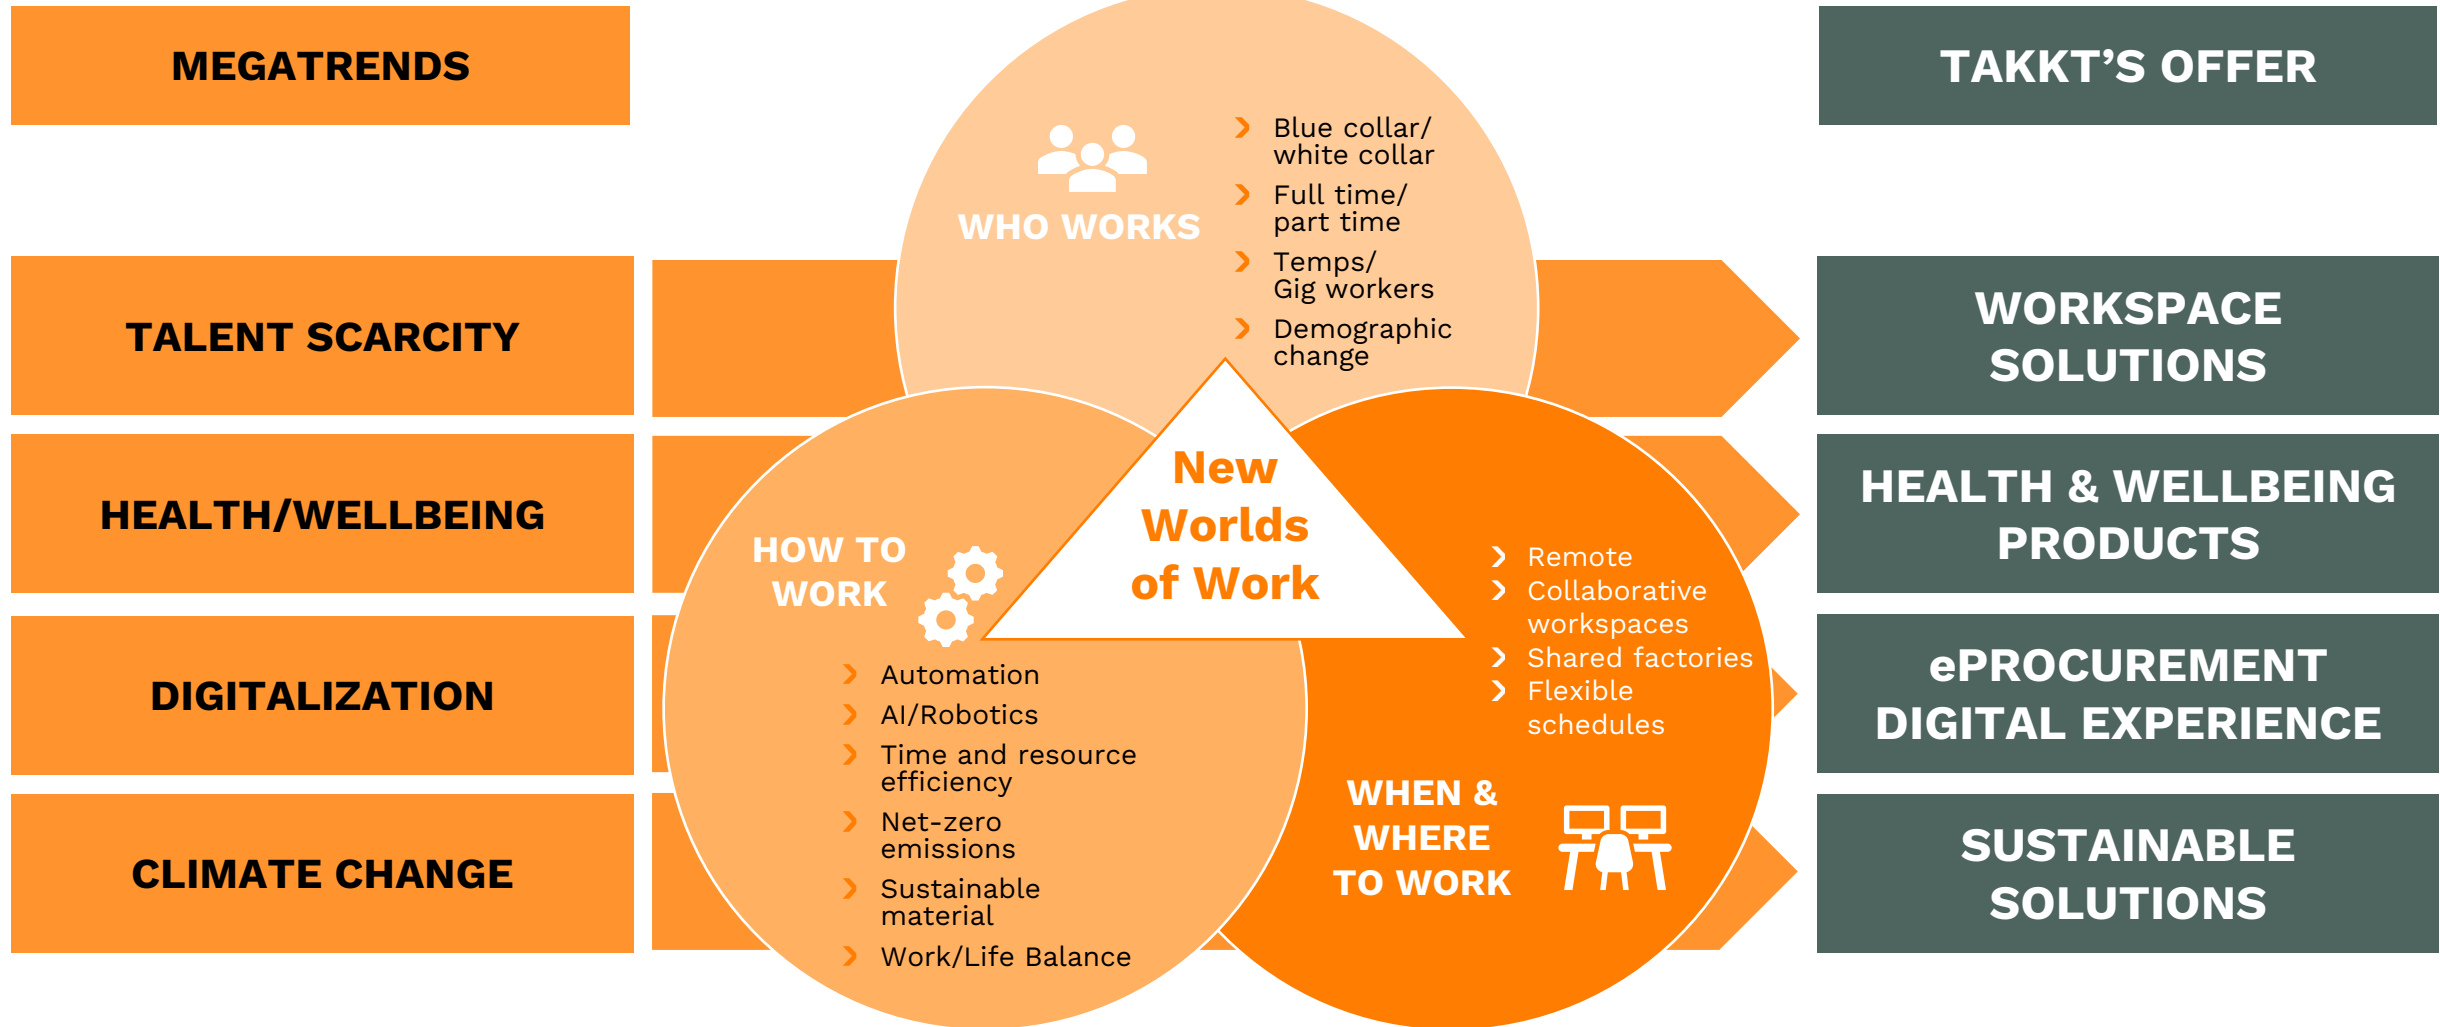 MEGATRENDS
TALENT SCARCITY
HEALTH/WELLBEING
DIGITALIZATION
CLIMATE CHANGE
WHO WORKS
Blue collar/
white collar
Full time/
part time
Temps/
Gig workers
Demographic
change
New
Worlds
of Work
HOW TO
WORK
Automation
AI/Robotics
Time and resource
efficiency
Net-zero
emissions
Sustainable
material
Work/Life Balance
Remote
Collaborative
workspaces
Shared factories
Flexible
schedules
WHEN &
WHERE
TO WORK
TAKKT’S OFFER
WORKSPACE
SOLUTIONS
HEALTH & WELLBEING
PRODUCTS
ePROCUREMENT
DIGITAL EXPERIENCE
SUSTAINABLE
SOLUTIONS